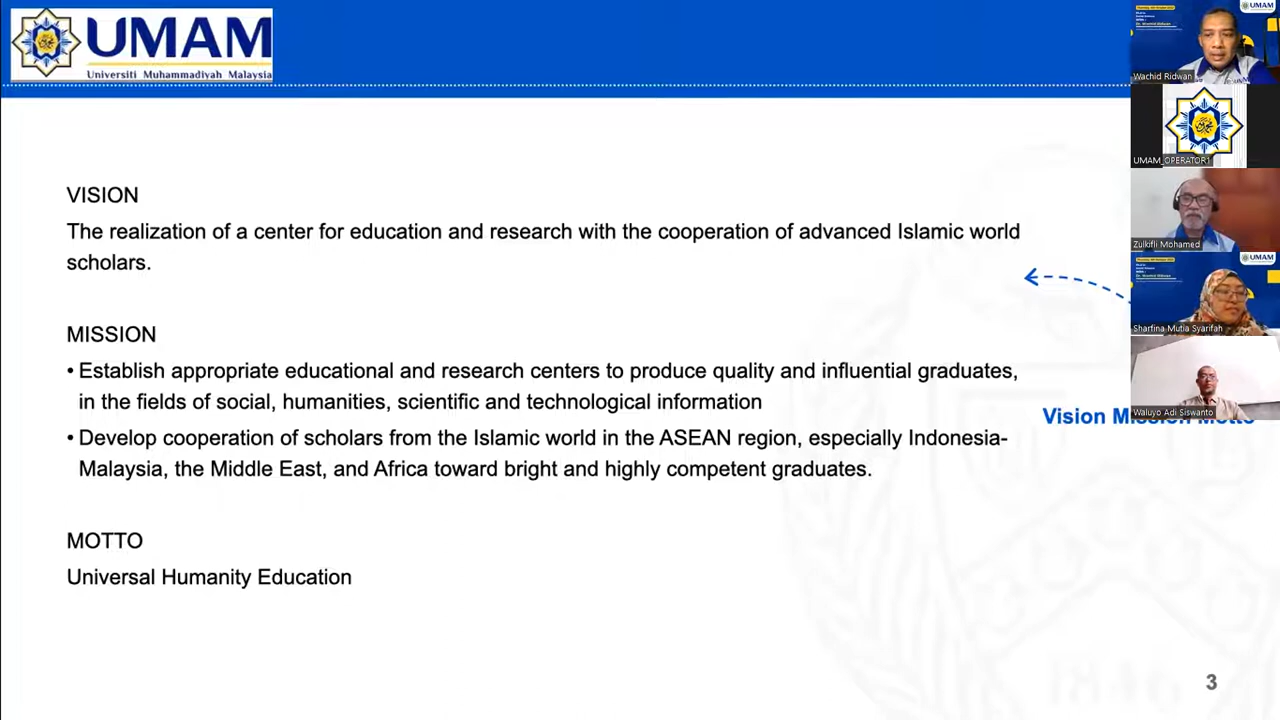 UMAM
Universiti Muhammadiyah Malaysia
VISION
The realization of a center for education and research with the cooperation of advanced Islamic world
scholars.
MISSION
• Establish appropriate educational and research centers to produce quality and influential graduates,
in the fields of social, humanities, scientific and technological information
• Develop cooperation of scholars from the Islamic world in the ASEAN region, especially Indonesia-
Malaysia, the Middle East, and Africa toward bright and highly competent graduates.
MOTTO
Universal Humanity Education
Vision Mission Motto
3
UMAM
Wachid Ridwan
UMAM_OPERATOR1
Zulkifli Mohamed
UMAM
Sharfina Mutia Syarifah
Waluyo Adi Siswanto